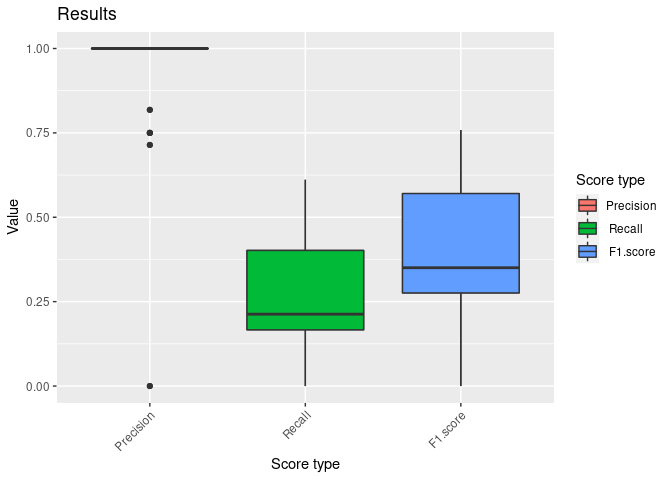 Results
1.00
0.75
0.50
0.25
0.00
Value
Precision
Recall
F1.score
Score type
Score type
Precision
Recall
F1.score